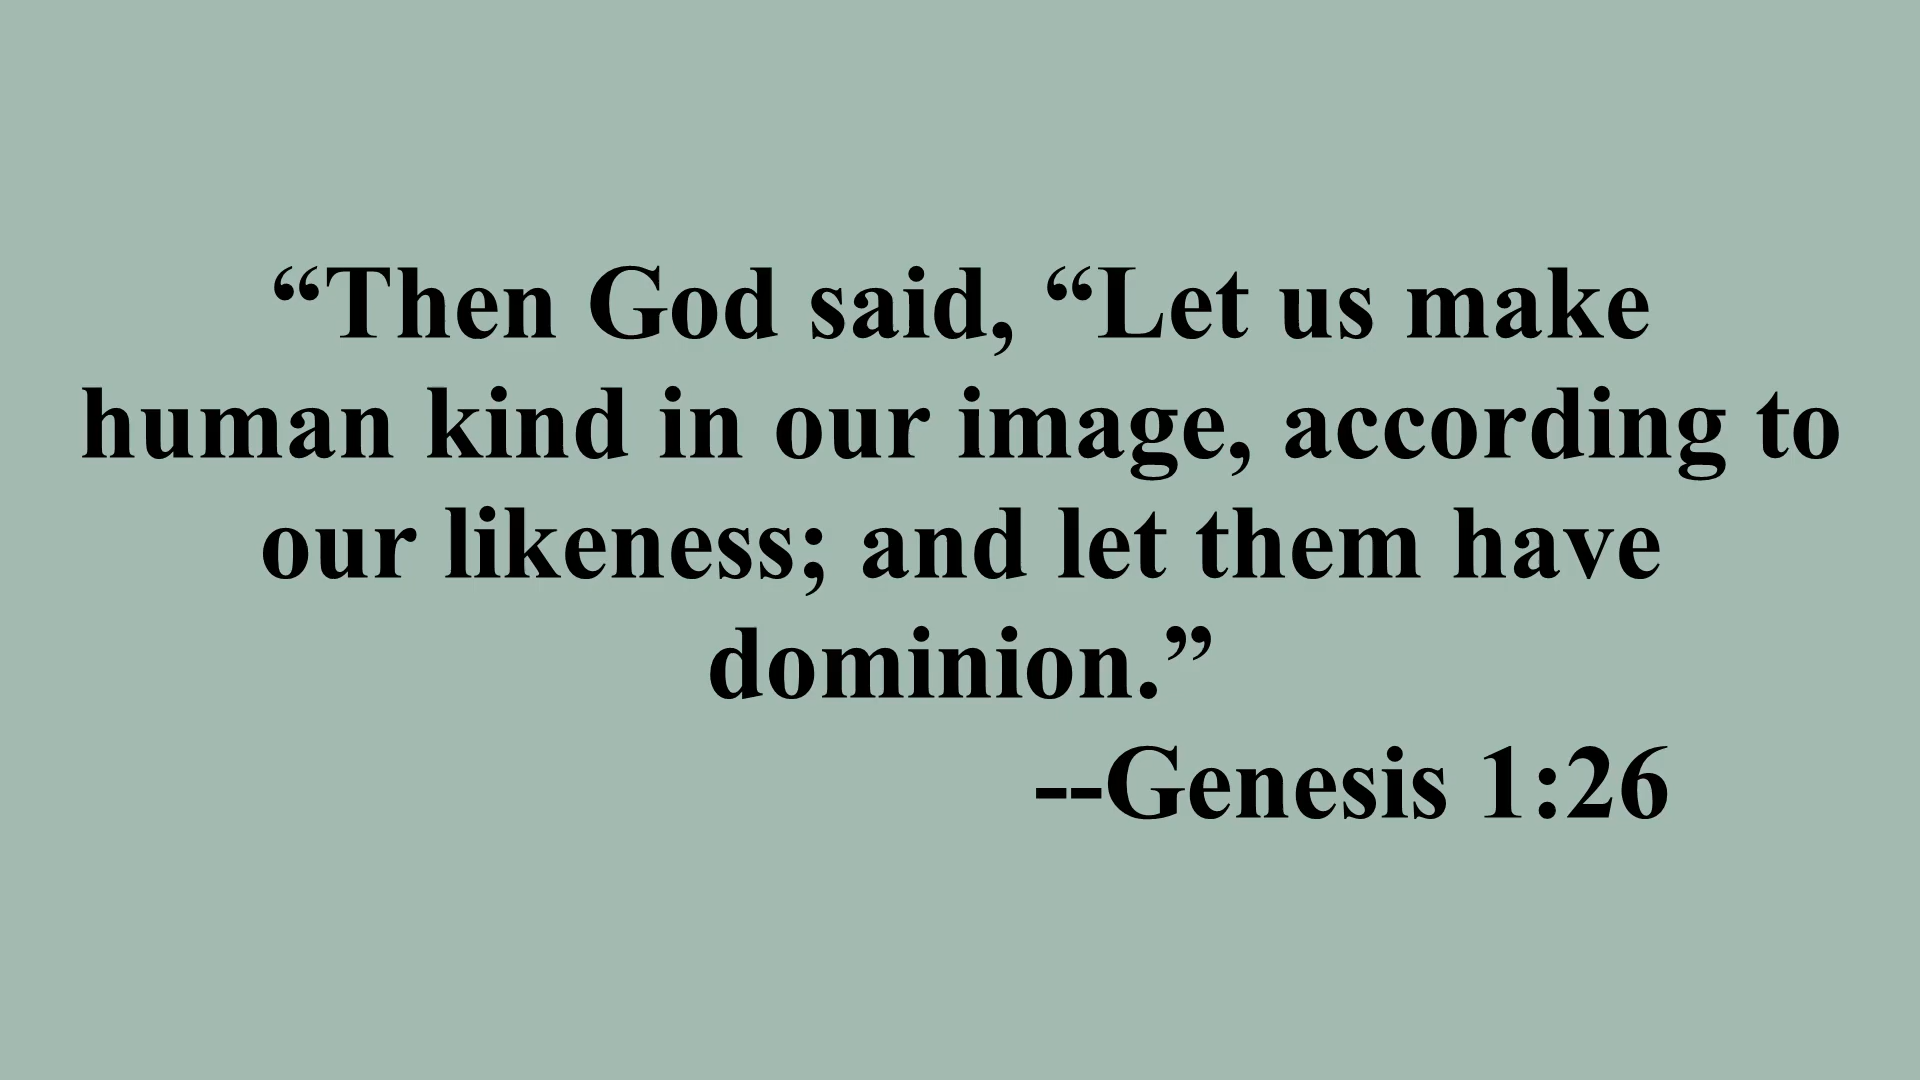 “Then God said, “Let us make
human kind in our image, according to
our likeness; and let them have
dominion.”
--Genesis 1:26